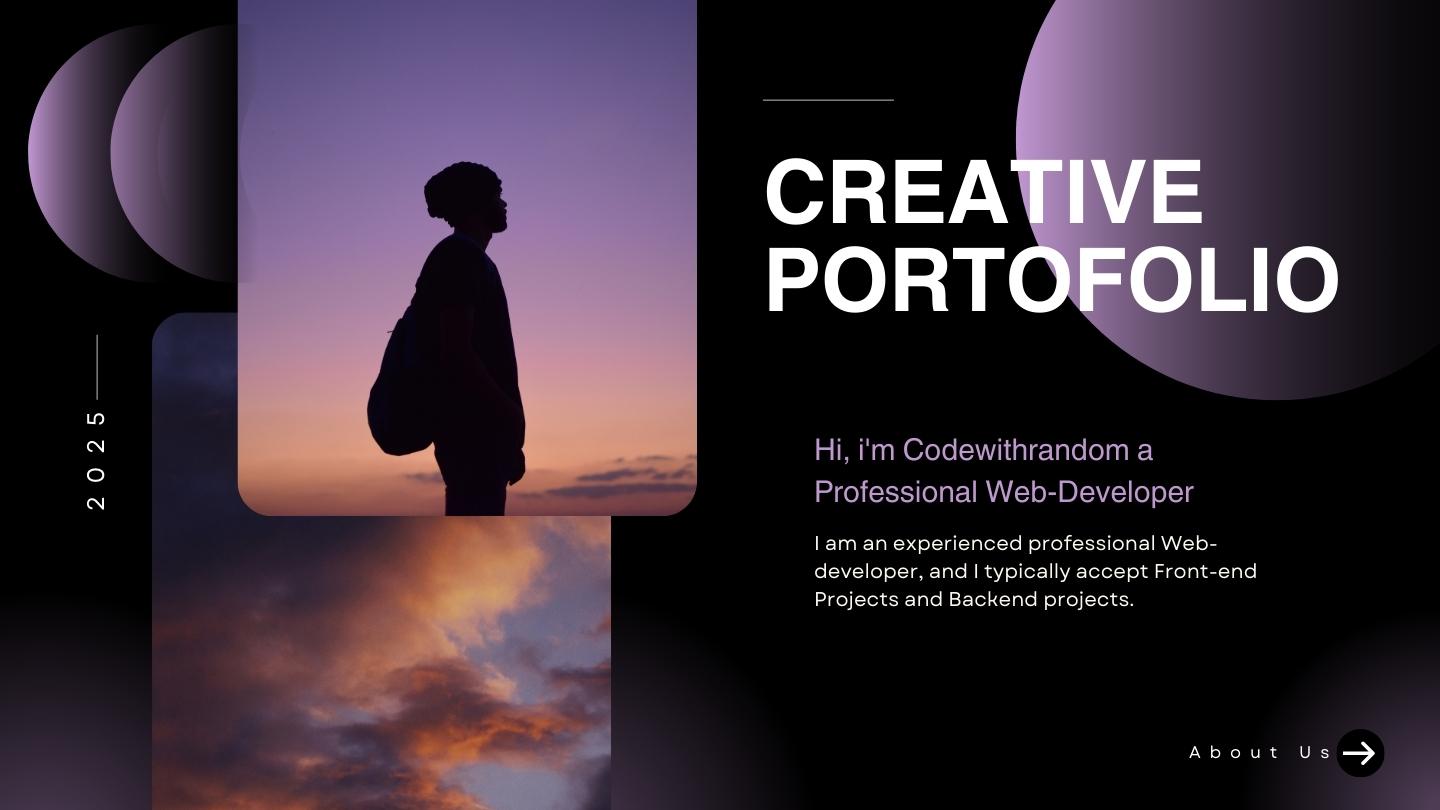 CREATIVE
PORTOFOLIO
2025
Hi, i'm Codewithrandom a
Professional Web-Developer
I am an experienced professional Web-
developer, and I typically accept Front-end
Projects and Backend projects.
About Us